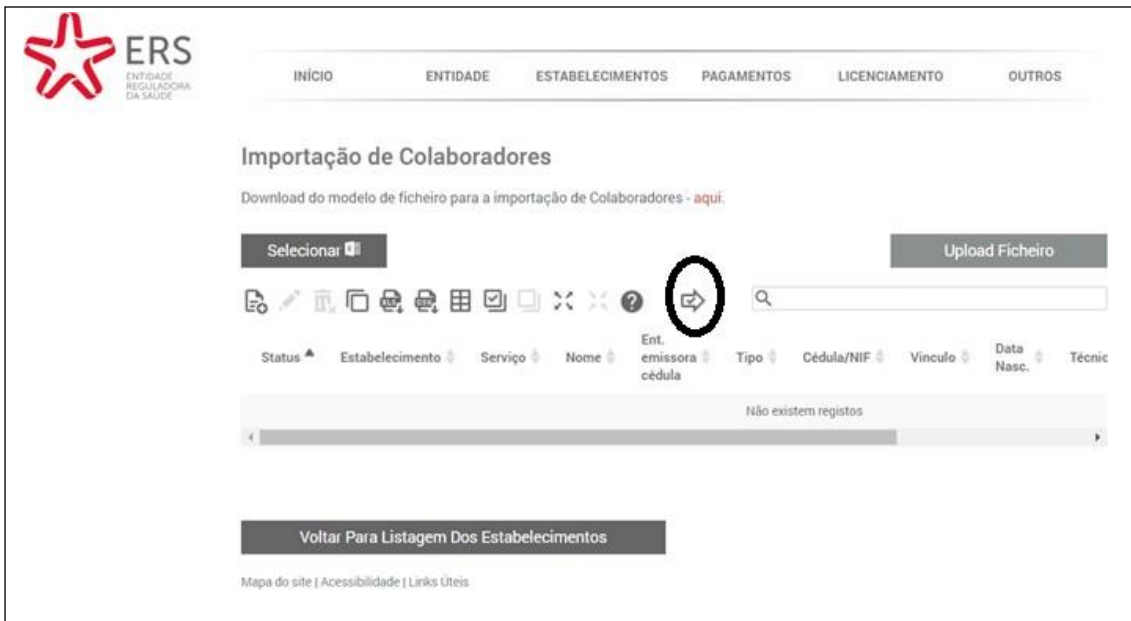 ERS
ENTIDADE
REGULADORA
DA SAÚDE
INÍCIO ENTIDADE ESTABELECIMENTOS PAGAMENTOS LICENCIAMENTO OUTROS
Importação de Colaboradores
Download do modelo de ficheiro para a importação de Colaboradores - aqui.
Selecionar Upload Ficheiro
Status Estabelecimento Serviço Nome Ent. emissora cédula Tipo Cédula/NIF Vinculo Data Nasc. Técnic
Não existem registos
Voltar Para Listagem Dos Estabelecimentos
Mapa do site | Acessibilidade | Links Úteis